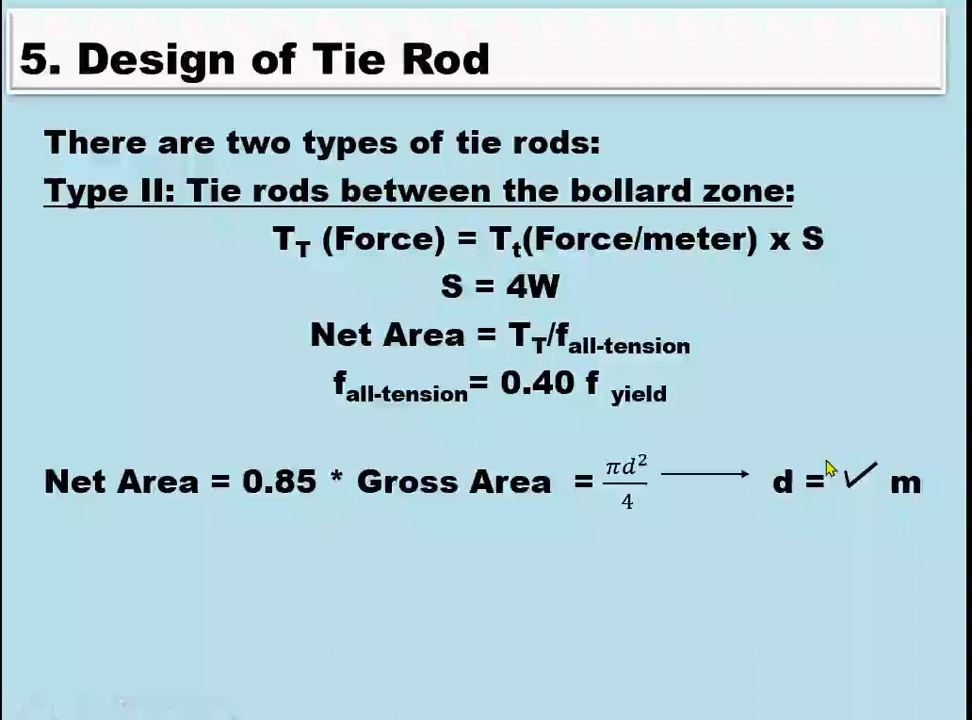 5. Design of Tie Rod
There are two types of tie rods:
Type II: Tie rods between the bollard zone:
T_T (Force) = T_t(Force/meter) x S
S = 4W
Net Area = T_T/f_all-tension
f_all-tension= 0.40 f _yield
Net Area = 0.85 * Gross Area = πd²/4 → d = ✓ m